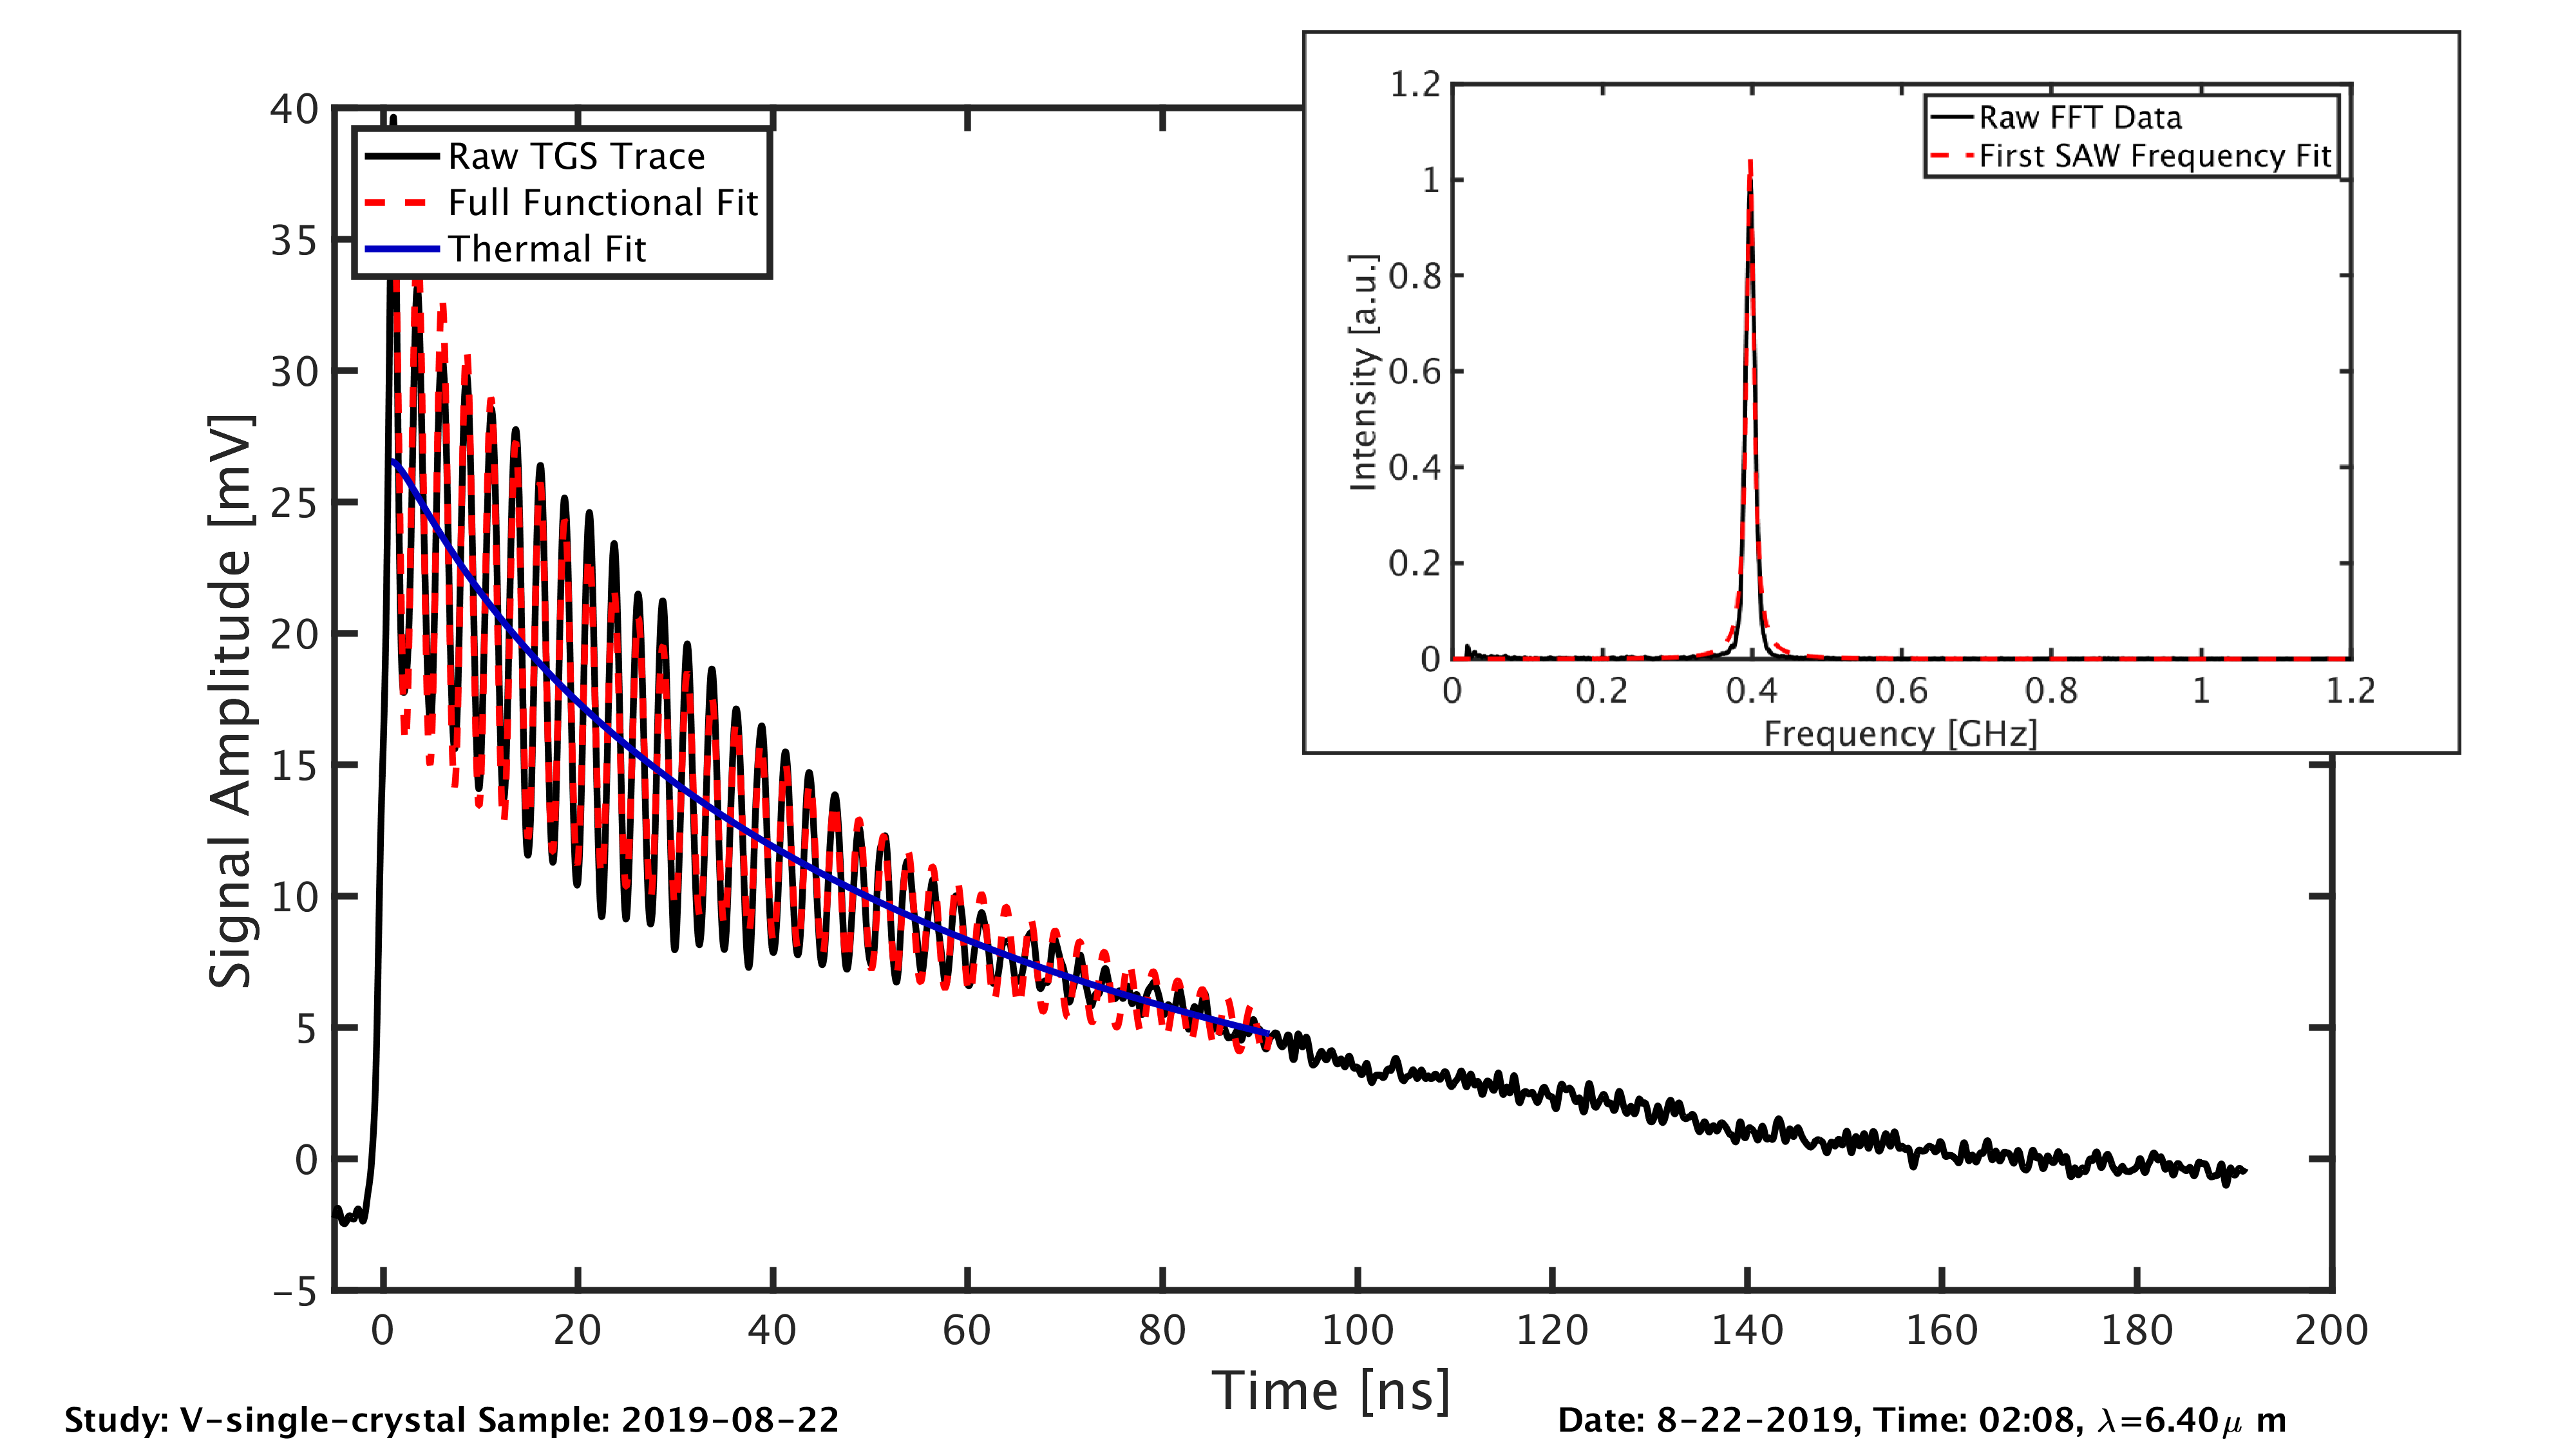 Raw TGS Trace
Full Functional Fit
Thermal Fit
Signal Amplitude [mV]
40
35
30
25
20
15
10
5
0
−5
0 20 40 60 80 100 120 140 160 180 200
Time [ns]
Raw FFT Data
First SAW Frequency Fit
Intensity [a.u.]
1.2
1
0.8
0.6
0.4
0.2
0
0 0.2 0.4 0.6 0.8 1 1.2
Frequency [GHz]
Study: V−single−crystal Sample: 2019−08−22
Date: 8−22−2019, Time: 02:08, λ=6.40μ m